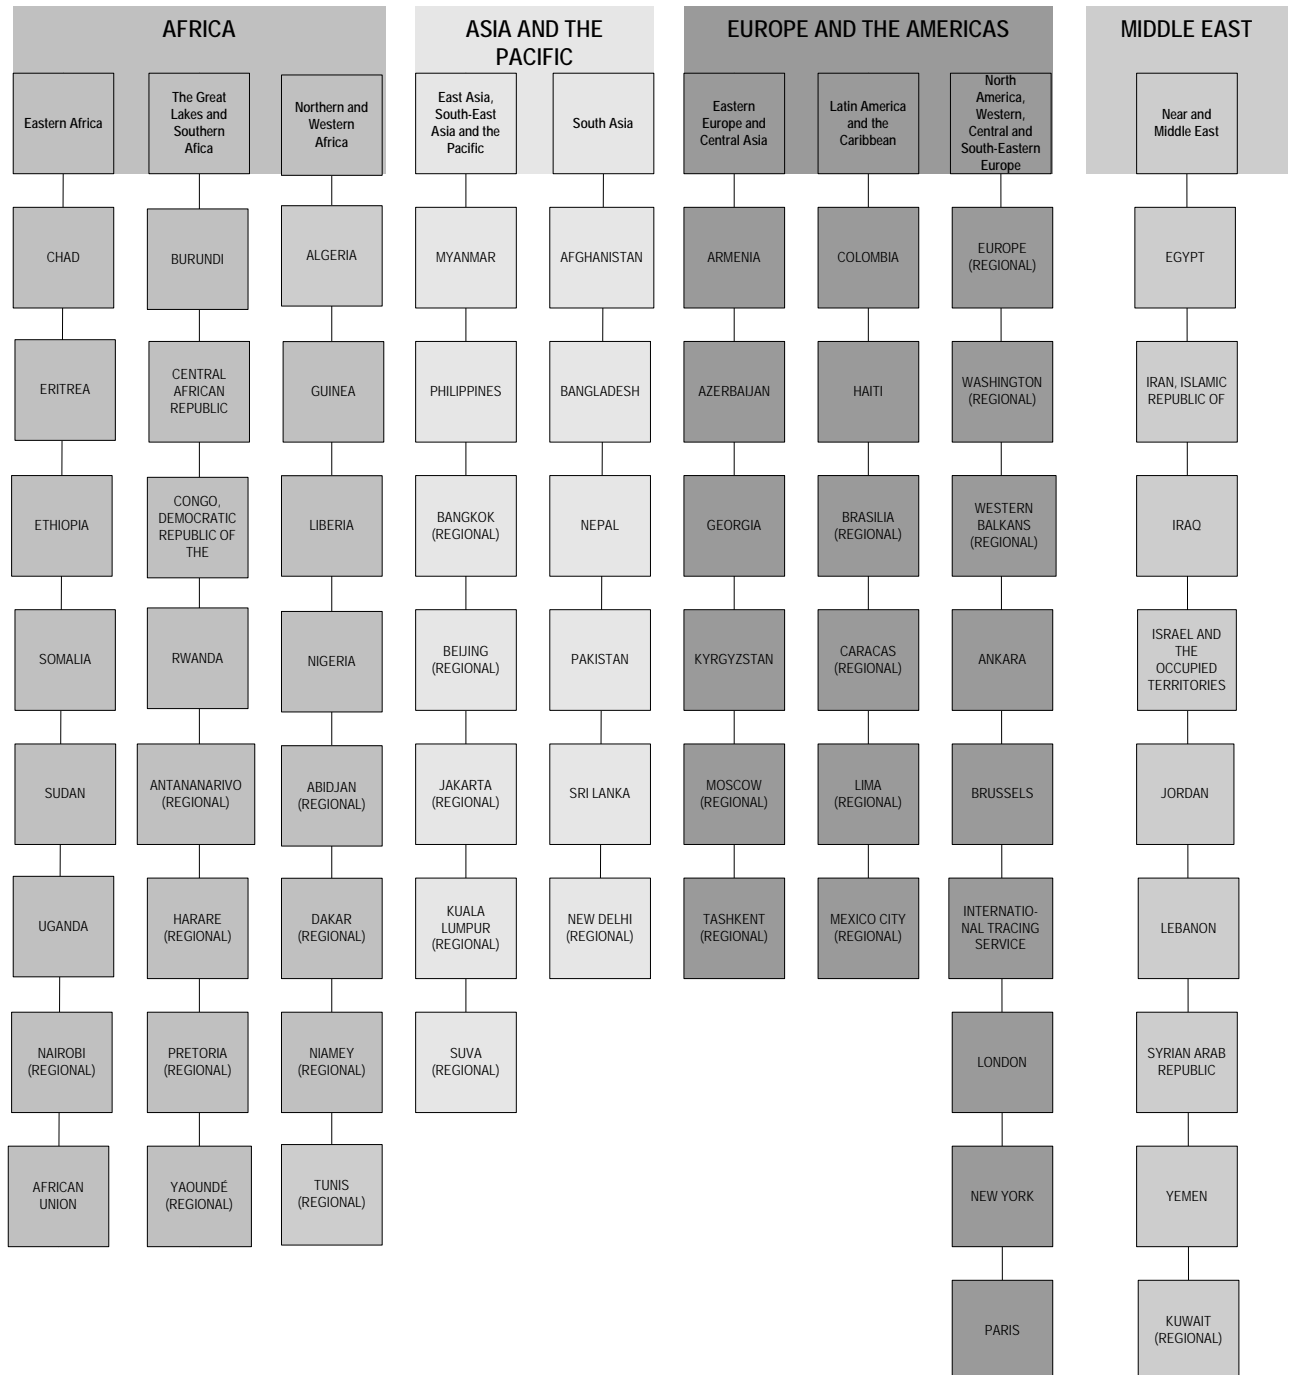 AFRICA
Eastern Africa
CHAD
ERITREA
ETHIOPIA
SOMALIA
SUDAN
UGANDA
NAIROBI
(REGIONAL)
AFRICAN
UNION
The Great
Lakes and
Southern
Afica
BURUNDI
CENTRAL
AFRICAN
REPUBLIC
CONGO,
DEMOCRATIC
REPUBLIC OF
THE
RWANDA
ANTANANARIVO
(REGIONAL)
HARARE
(REGIONAL)
PRETORIA
(REGIONAL)
YAOUNDÉ
(REGIONAL)
Northern and
Western
Africa
ALGERIA
GUINEA
LIBERIA
NIGERIA
ABIDJAN
(REGIONAL)
DAKAR
(REGIONAL)
NIAMEY
(REGIONAL)
TUNIS
(REGIONAL)
ASIA AND THE
PACIFIC
East Asia,
South-East
Asia and the
Pacific
MYANMAR
PHILIPPINES
BANGKOK
(REGIONAL)
BEIJING
(REGIONAL)
JAKARTA
(REGIONAL)
KUALA
LUMPUR
(REGIONAL)
SUVA
(REGIONAL)
South Asia
AFGHANISTAN
BANGLADESH
NEPAL
PAKISTAN
SRI LANKA
NEW DELHI
(REGIONAL)
EUROPE AND THE AMERICAS
Eastern
Europe and
Central Asia
ARMENIA
AZERBAIJAN
GEORGIA
KYRGYZSTAN
MOSCOW
(REGIONAL)
TASHKENT
(REGIONAL)
Latin America
and the
Caribbean
COLOMBIA
HAITI
BRASILIA
(REGIONAL)
CARACAS
(REGIONAL)
LIMA
(REGIONAL)
MEXICO CITY
(REGIONAL)
North
America,
Western,
Central and
South-Eastern
Europe
EUROPE
(REGIONAL)
WASHINGTON
(REGIONAL)
WESTERN
BALKANS
(REGIONAL)
ANKARA
BRUSSELS
INTERNATIO-
NAL TRACING
SERVICE
LONDON
NEW YORK
PARIS
MIDDLE EAST
Near and
Middle East
EGYPT
IRAN, ISLAMIC
REPUBLIC OF
IRAQ
ISRAEL AND
THE
OCCUPIED
TERRITORIES
JORDAN
LEBANON
SYRIAN ARAB
REPUBLIC
YEMEN
KUWAIT
(REGIONAL)